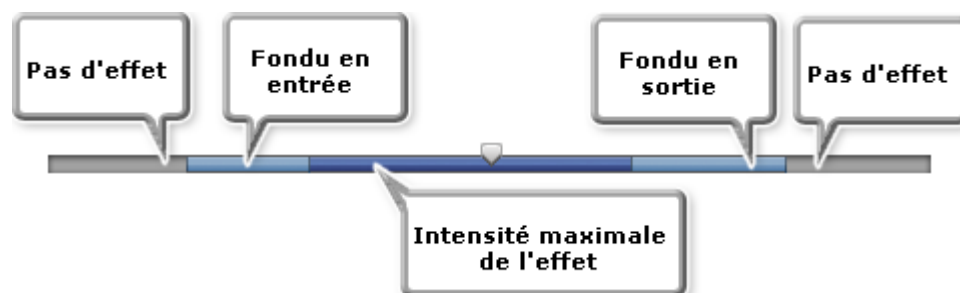 Pas d'effet
Fondu en
entrée
Fondu en
sortie
Pas d'effet
Intensité maximale
de l'effet